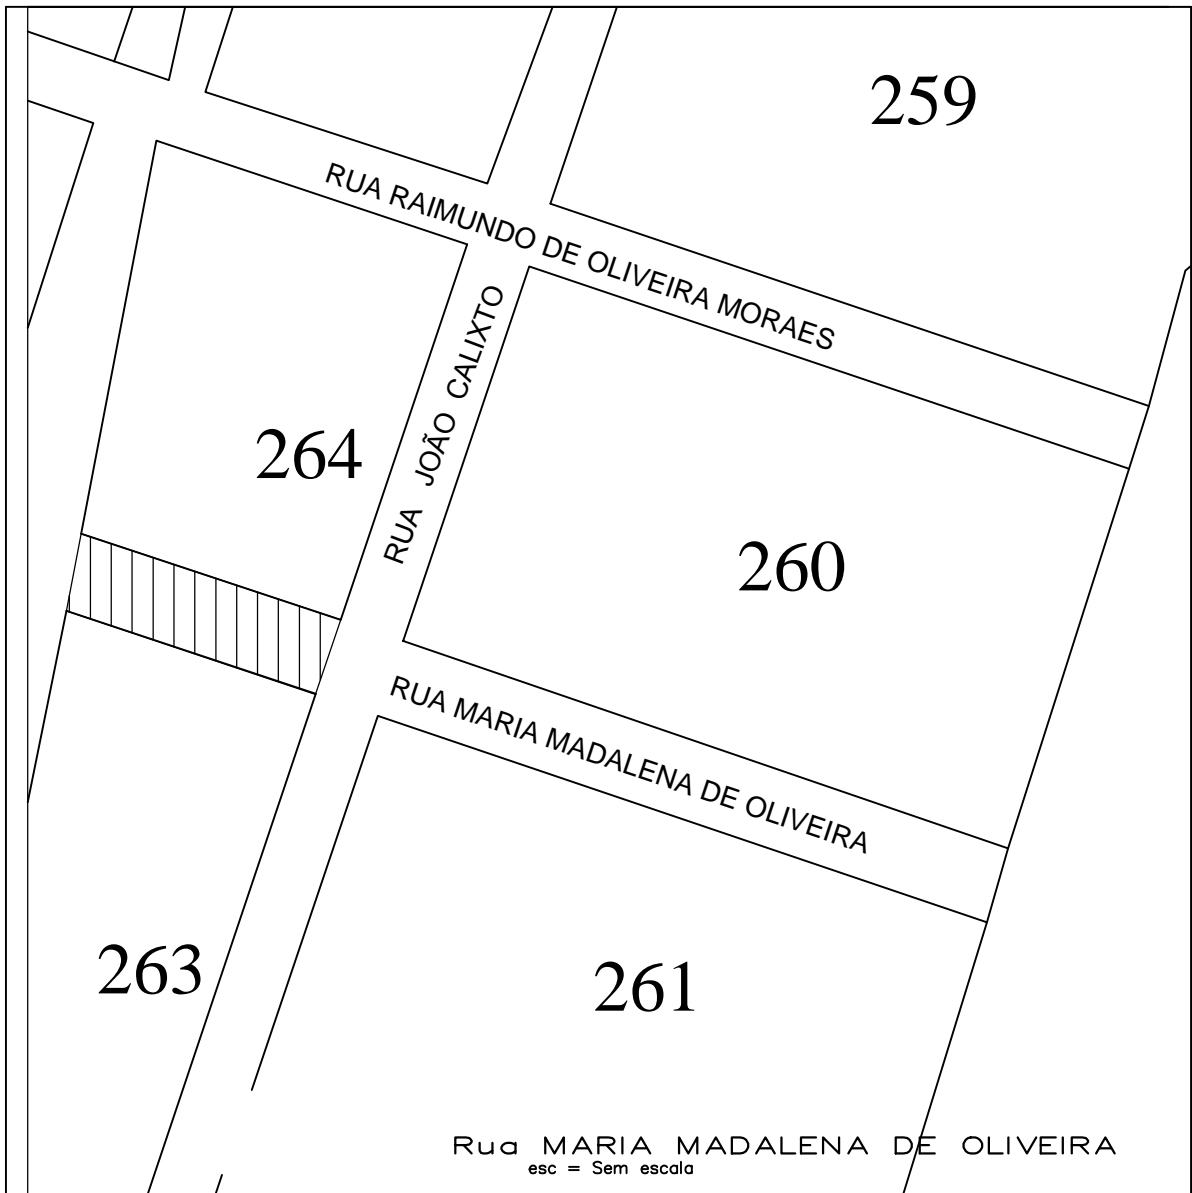 259
RUA RAIMUNDO DE OLIVEIRA MORAES
RUA JOÃO CALIXTO
264
260
RUA MARIA MADALENA DE OLIVEIRA
263
261
Rua MARIA MADALENA DE OLIVEIRA
esc = Sem escala